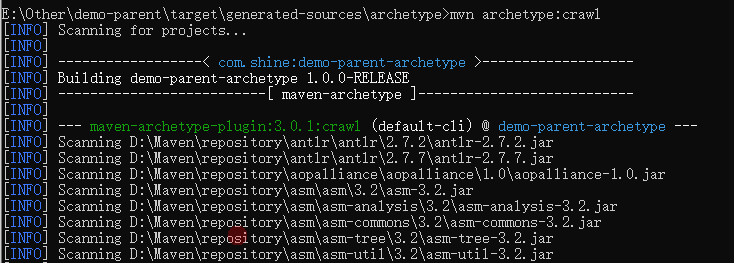 E:\Other\demo-parent\target\generated-sources\archetype>mvn archetype:crawl
[INFO] Scanning for projects...
[INFO]
[INFO] ------------------< com.shine:demo-parent-archetype >-------------------
[INFO] Building demo-parent-archetype 1.0.0-RELEASE
[INFO] --------------------------[ maven-archetype ]---------------------------
[INFO]
[INFO] --- maven-archetype-plugin:3.0.1:crawl (default-cli) @ demo-parent-archetype ---
[INFO] Scanning D:\Maven\repository\antlr\antlr\2.7.2\antlr-2.7.2.jar
[INFO] Scanning D:\Maven\repository\antlr\antlr\2.7.7\antlr-2.7.7.jar
[INFO] Scanning D:\Maven\repository\aopalliance\aopalliance\1.0\aopalliance-1.0.jar
[INFO] Scanning D:\Maven\repository\asm\asm\3.2\asm-3.2.jar
[INFO] Scanning D:\Maven\repository\asm\asm-analysis\3.2\asm-analysis-3.2.jar
[INFO] Scanning D:\Maven\repository\asm\asm-commons\3.2\asm-commons-3.2.jar
[INFO] Scanning D:\Maven\repository\asm\asm-tree\3.2\asm-tree-3.2.jar
[INFO] Scanning D:\Maven\repository\asm\asm-util\3.2\asm-util-3.2.jar